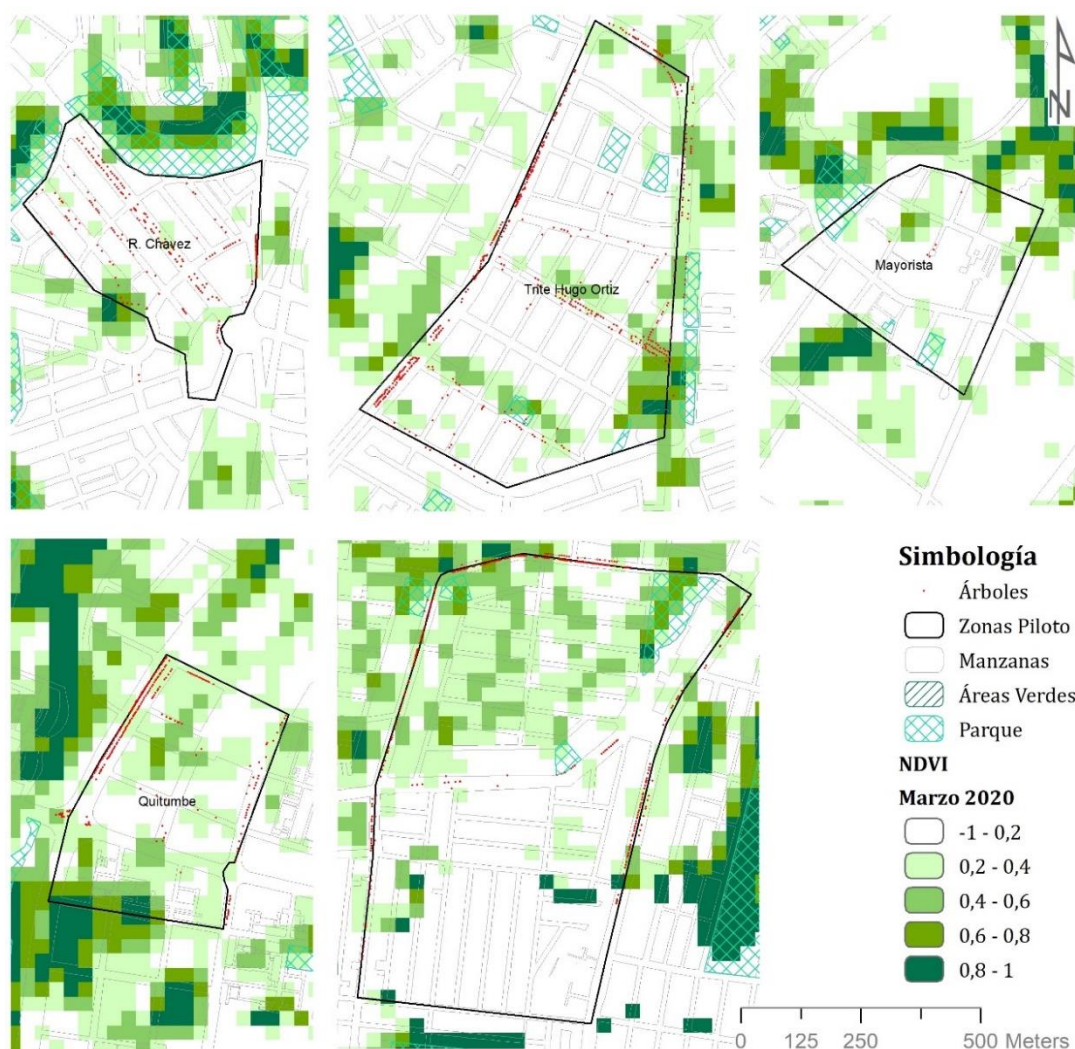 N
R. Chávez
Tnte Hugo Ortiz
Mayorista
Quitumbe
Simbología
Árboles
Zonas Piloto
Manzanas
Áreas Verdes
Parque
NDVI
Marzo 2020
-1 - 0,2
0,2 - 0,4
0,4 - 0,6
0,6 - 0,8
0,8 - 1
0 125 250 500 Meters